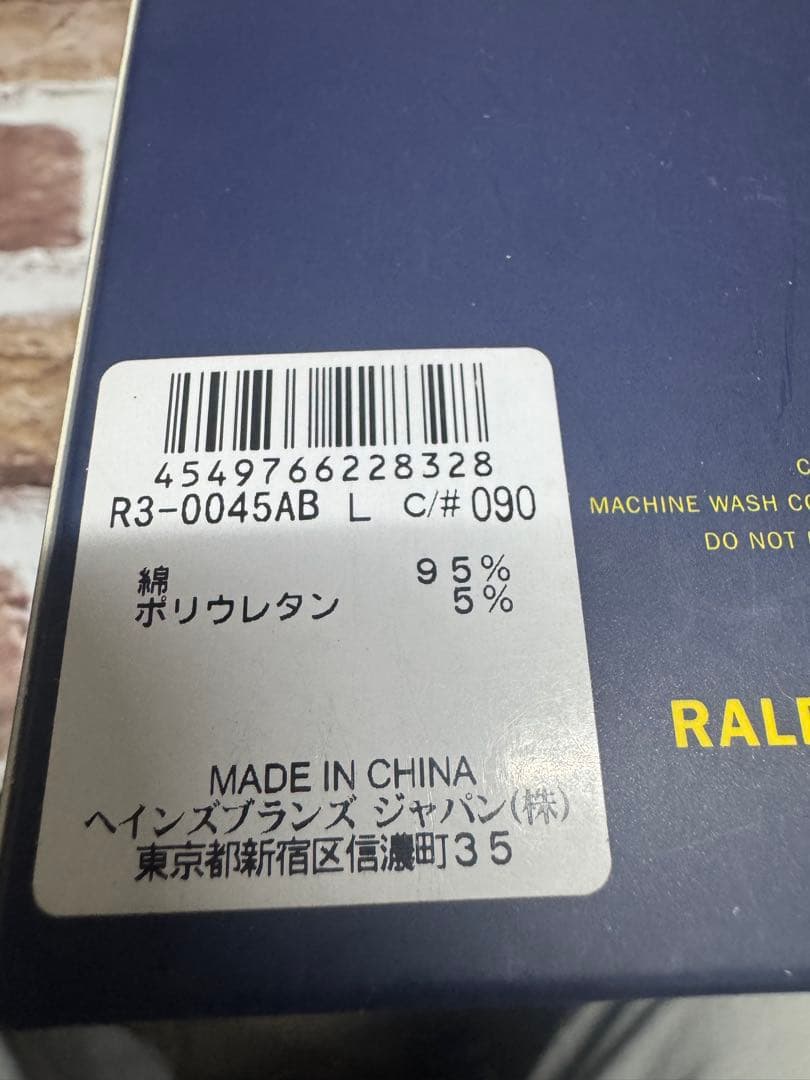 4549766228328
R3-0045AB L C/# 090
綿 95%
ポリウレタン 5%
MADE IN CHINA
ヘインズブランズ ジャパン(株)
東京都新宿区信濃町35
C
MACHINE WASH CO
DO NOT
RALP